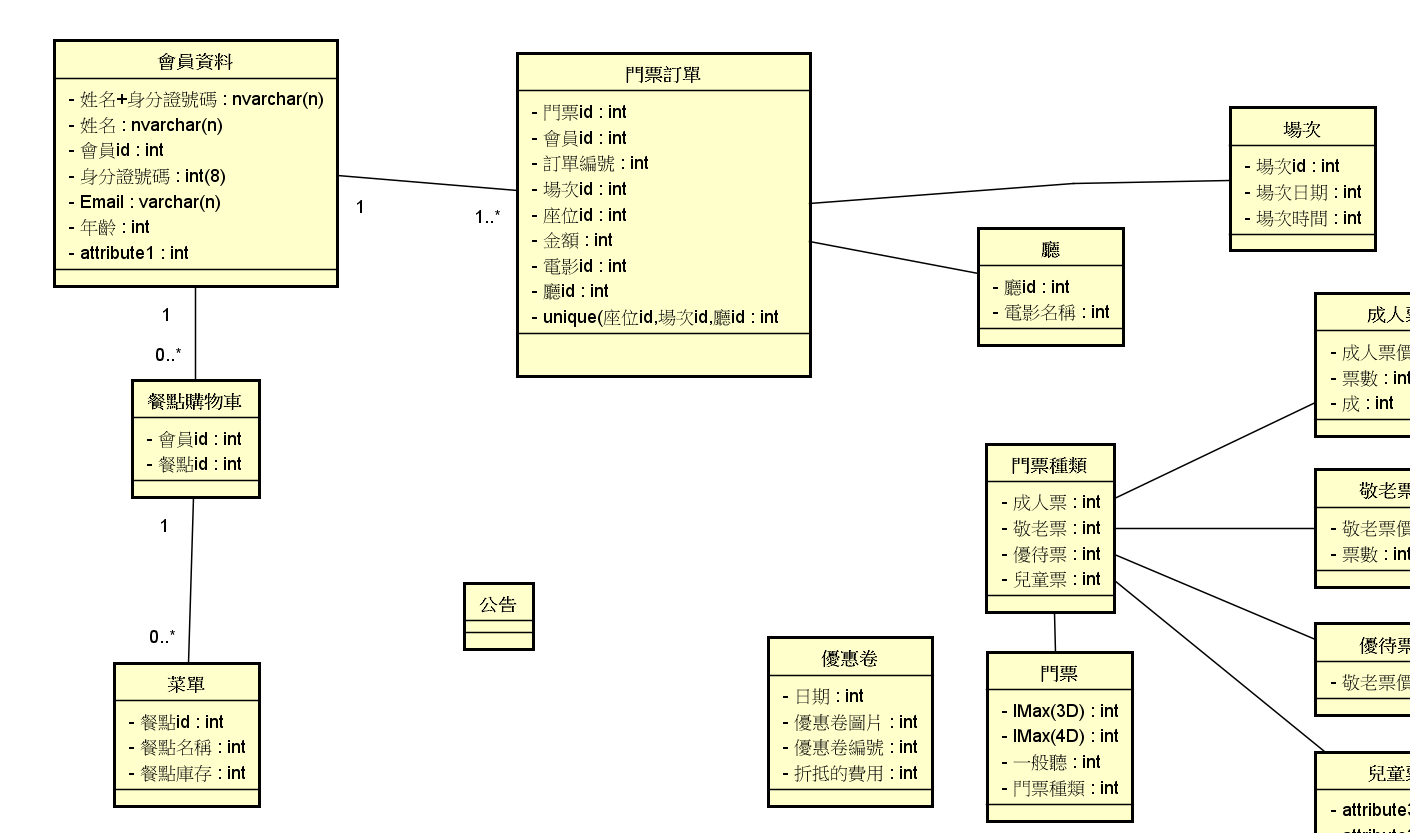 會員資料
- 姓名+身分證號碼 : nvarchar(n)
- 姓名 : nvarchar(n)
- 會員id : int
- 身分證號碼 : int(8)
- Email : varchar(n)
- 年齡 : int
- attribute1 : int
1
1..*
門票訂單
- 門票id : int
- 會員id : int
- 訂單編號 : int
- 場次id : int
- 座位id : int
- 金額 : int
- 電影id : int
- 廳id : int
- unique(座位id,場次id,廳id : int
場次
- 場次id : int
- 場次日期 : int
- 場次時間 : int
廳
- 廳id : int
- 電影名稱 : int
1
0..*
餐點購物車
- 會員id : int
- 餐點id : int
1
0..*
菜單
- 餐點id : int
- 餐點名稱 : int
- 餐點庫存 : int
公告
優惠卷
- 日期 : int
- 優惠卷圖片 : int
- 優惠卷編號 : int
- 折抵的費用 : int
門票種類
- 成人票 : int
- 敬老票 : int
- 優待票 : int
- 兒童票 : int
門票
- IMax(3D) : int
- IMax(4D) : int
- 一般聽 : int
- 門票種類 : int
成人票
- 成人票價
- 票數 : int
- 成 : int
敬老票
- 敬老票價
- 票數 : int
優待票
- 敬老票價
兒童票